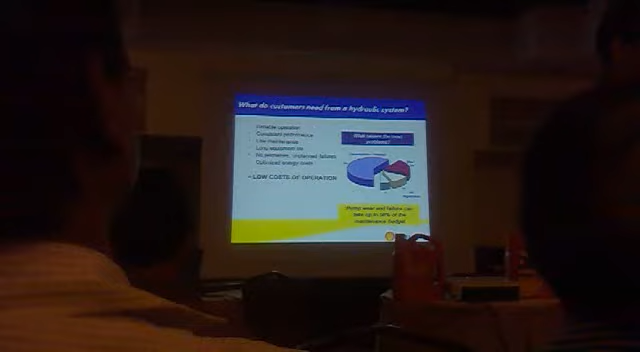 What do customers need from a hydraulic system?
Reliable operation
Consistent performance
Low maintenance
Long equipment life
No premature, unplanned failures
Optimized energy costs
= LOW COSTS OF OPERATION
What causes the most
problems?
Pump wear and failure can
take up to
of the
maintenance budget